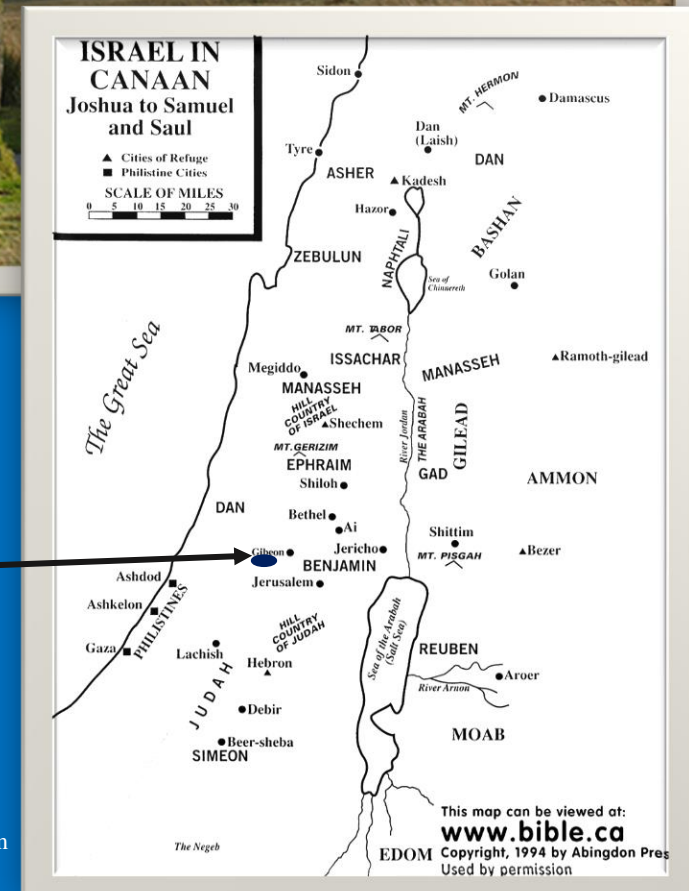 ISRAEL IN
CANAAN
Joshua to Samuel
and Saul
▲ Cities of Refuge
■ Philistine Cities
SCALE OF MILES
0 5 10 15 20 25 30
Sidon
MT. HERMON
Damascus
Dan
(Laish)
DAN
Tyre
ASHER
Kadesh
Hazor
BASHAN
NAPHTALI
ZEBULUN
Sea of
Chinnereth
Golan
The Great Sea
MT. TABOR
ISSACHAR
MANASSEH
Ramoth-gilead
Megiddo
MANASSEH
HILL
COUNTRY
OF ISRAEL
Shechem
River Jordan
THE ARABAH
GILEAD
MT. GERIZIM
EPHRAIM
GAD
AMMON
Shiloh
DAN
Bethel
Ai
Shittim
Gibeon
Jericho
MT. PISGAH
Bezer
BENJAMIN
Ashdod
Jerusalem
Ashkelon
PHILISTINES
HILL
COUNTRY
OF JUDAH
Sea of the Arabah
(Salt Sea)
Gaza
Lachish
REUBEN
Hebron
Aroer
River Arnon
JUDAH
Debir
MOAB
Beer-sheba
SIMEON
This map can be viewed at:
www.bible.ca
The Negeb
EDOM
Copyright, 1994 by Abingdon Pres
Used by permission